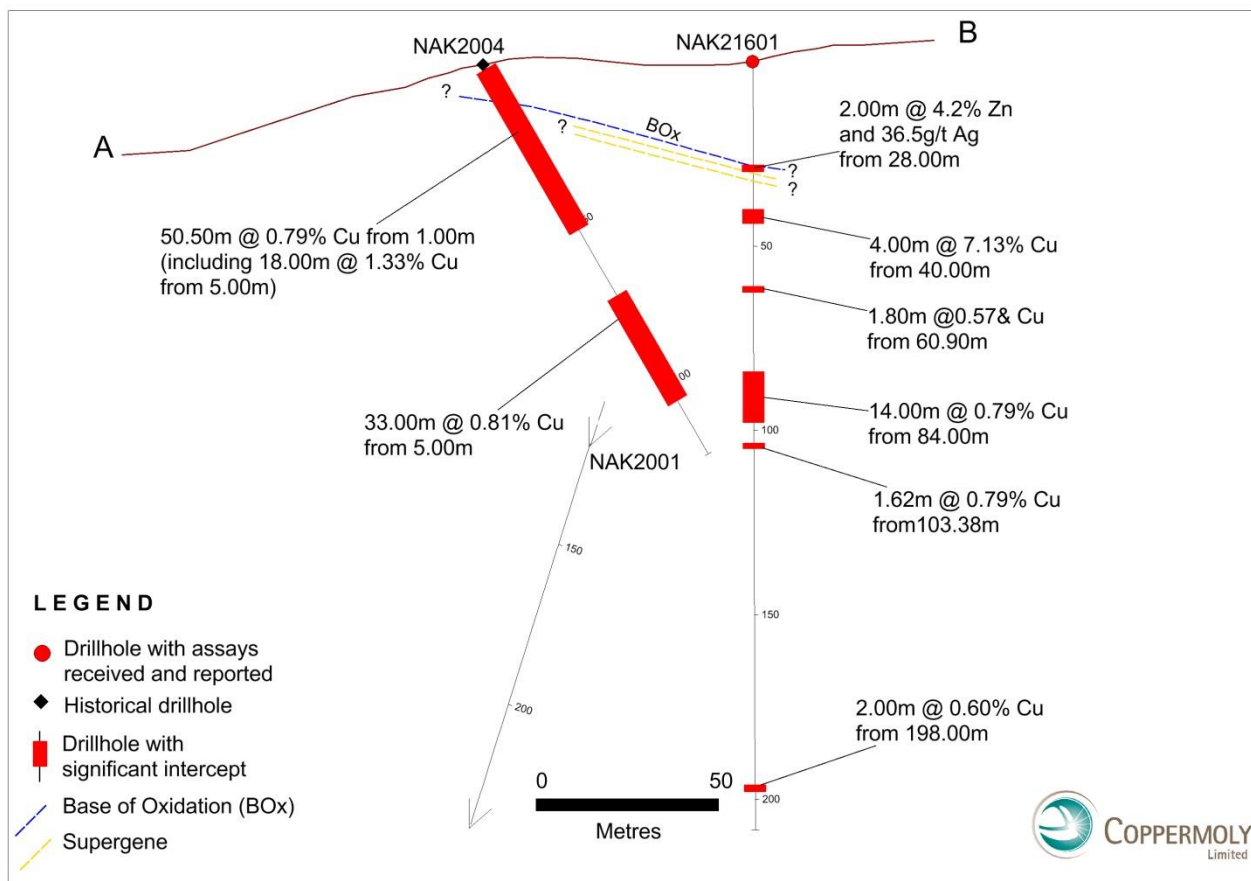 NAK2004
NAK21601
B
A
?
?
BOx
?
?
2.00m @ 4.2% Zn
and 36.5g/t Ag
from 28.00m
50.50m @ 0.79% Cu from 1.00m
(including 18.00m @ 1.33% Cu
from 5.00m)
50
4.00m @ 7.13% Cu
from 40.00m
1.80m @0.57& Cu
from 60.90m
33.00m @ 0.81% Cu
from 5.00m
14.00m @ 0.79% Cu
from 84.00m
100
NAK2001
1.62m @ 0.79% Cu
from103.38m
150
150
200
2.00m @ 0.60% Cu
from 198.00m
200
0 50
Metres
LEGEND
Drillhole with assays
received and reported
Historical drillhole
Drillhole with
significant intercept
Base of Oxidation (BOx)
Supergene
COPPERMOLY
Limited